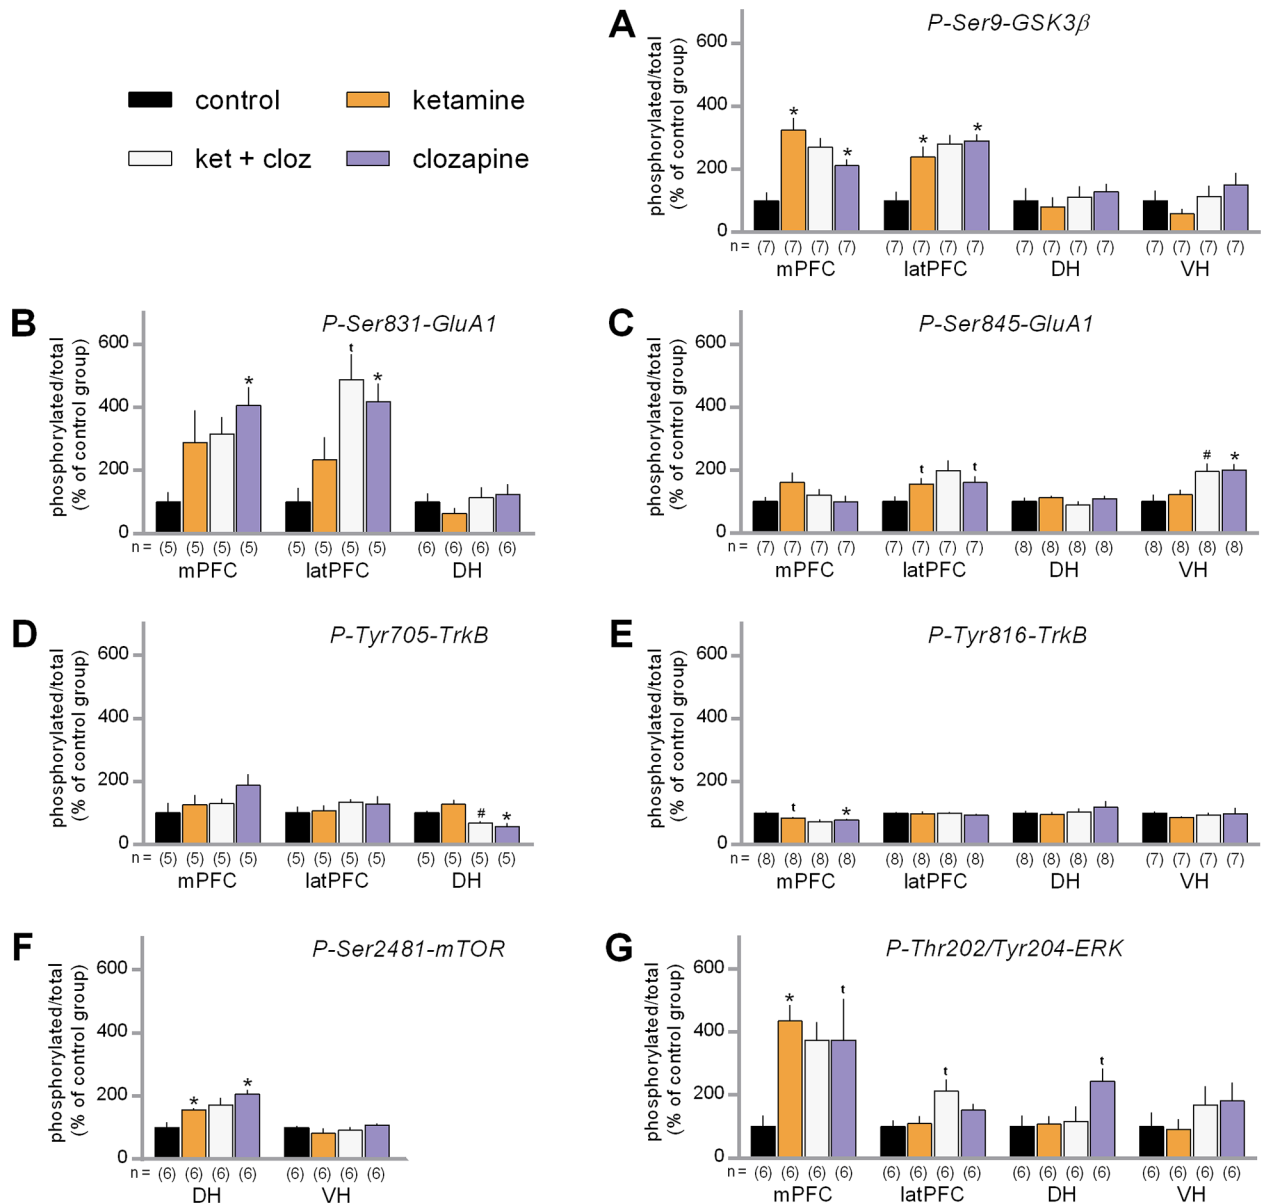 control
ketamine
ket + cloz
clozapine
A
P-Ser9-GSK3β
phosphorylated/total
(% of control group)
600
400
200
0
* * * *
n = (7) (7) (7) (7) (7) (7) (7) (7) (7) (7) (7) (7) (7) (7) (7) (7)
mPFC latPFC DH VH
B
P-Ser831-GluA1
phosphorylated/total
(% of control group)
600
400
200
0
* t *
n = (5) (5) (5) (5) (5) (5) (5) (5) (6) (6) (6) (6)
mPFC latPFC DH
C
P-Ser845-GluA1
phosphorylated/total
(% of control group)
600
400
200
0
t t # *
n = (7) (7) (7) (7) (7) (7) (7) (7) (8) (8) (8) (8) (8) (8) (8) (8)
mPFC latPFC DH VH
D
P-Tyr705-TrkB
phosphorylated/total
(% of control group)
600
400
200
0
# *
n = (5) (5) (5) (5) (5) (5) (5) (5) (5) (5) (5) (5)
mPFC latPFC DH
E
P-Tyr816-TrkB
phosphorylated/total
(% of control group)
600
400
200
0
t *
n = (8) (8) (8) (8) (8) (8) (8) (8) (8) (8) (8) (8) (7) (7) (7) (7)
mPFC latPFC DH VH
F
P-Ser2481-mTOR
phosphorylated/total
(% of control group)
600
400
200
0
* *
n = (6) (6) (6) (6) (6) (6) (6) (6)
DH VH
G
P-Thr202/Tyr204-ERK
phosphorylated/total
(% of control group)
600
400
200
0
* t t t
n = (6) (6) (6) (6) (6) (6) (6) (6) (6) (6) (6) (6) (6) (6) (6) (6)
mPFC latPFC DH VH